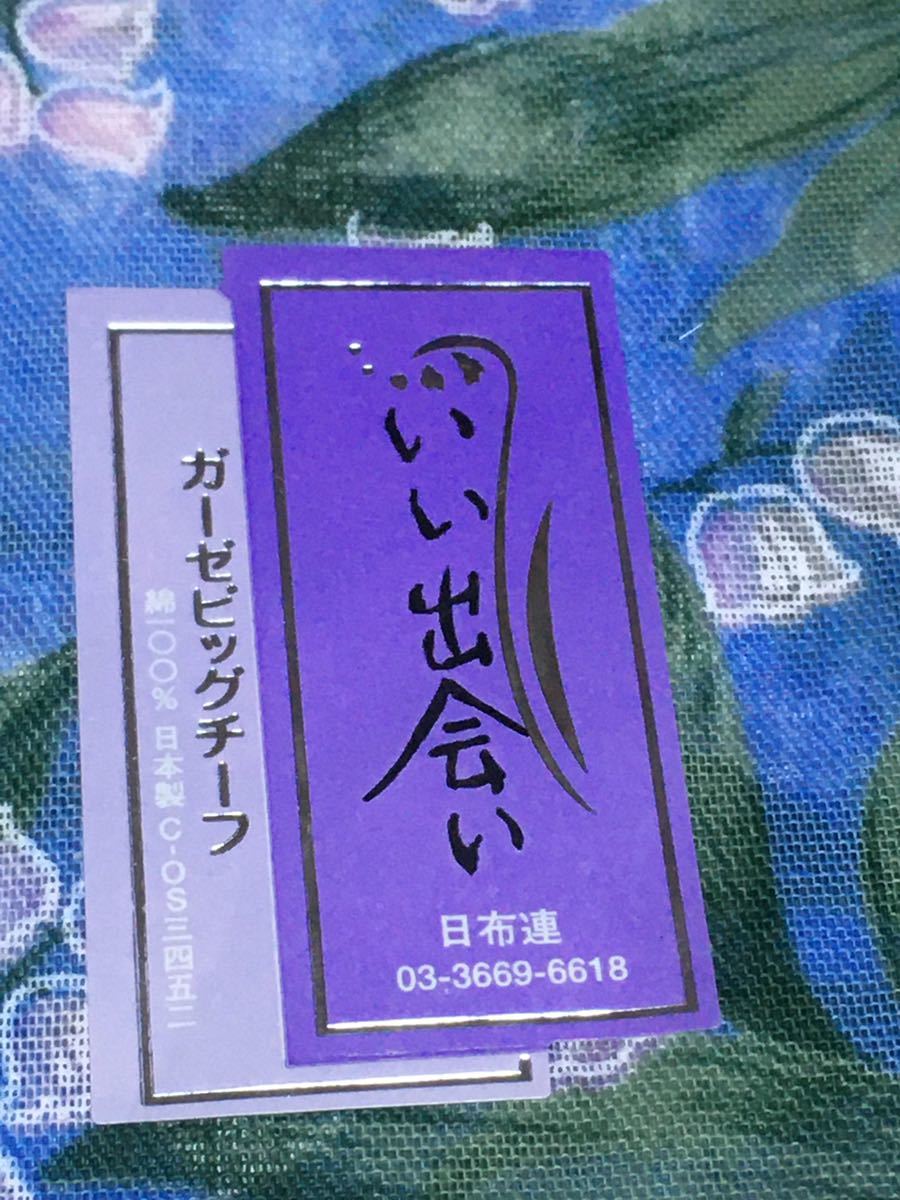 いい出会い
日布連
03-3669-6618
ガーゼビッグチーフ
綿一〇〇% 日本製 C-OS三四五二